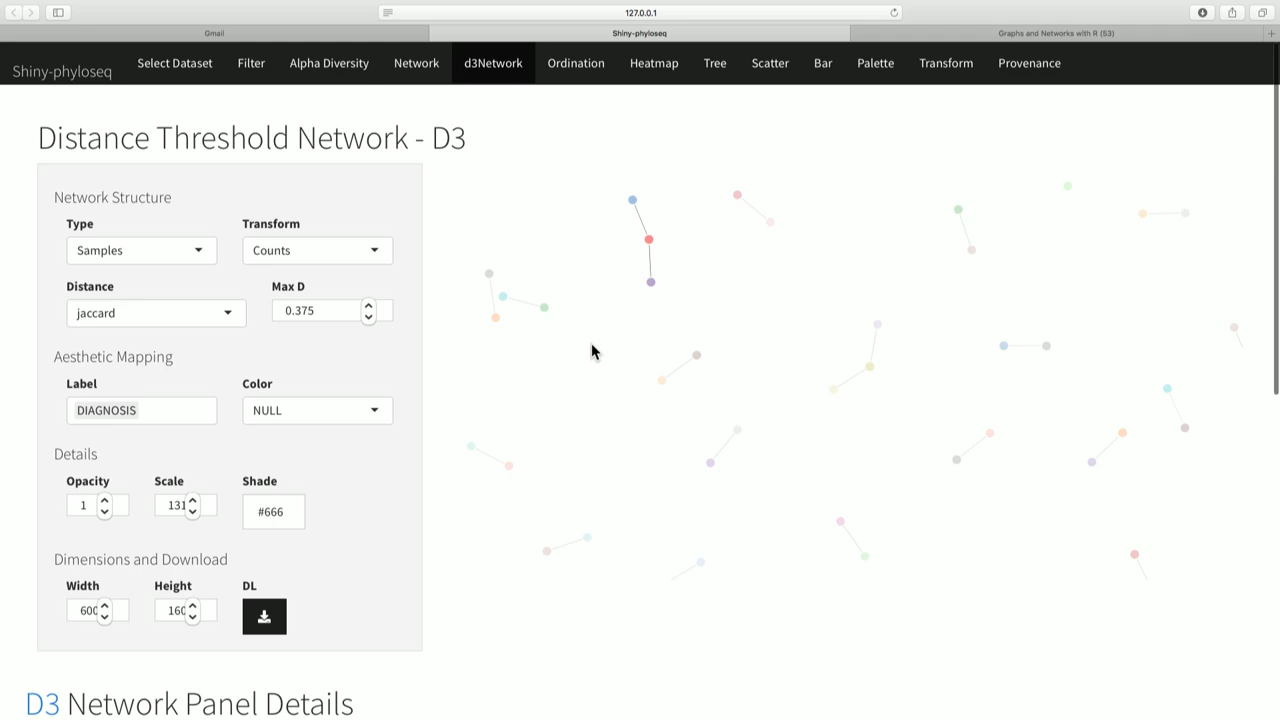 127.0.0.1
Gmail
Shiny-phyloseq
Graphs and Networks with R (53)
Shiny-phyloseq
Select Dataset
Filter
Alpha Diversity
Network
d3Network
Ordination
Heatmap
Tree
Scatter
Bar
Palette
Transform
Provenance
Distance Threshold Network - D3
Network Structure
Type
Transform
Samples
Counts
Distance
Max D
jaccard
0.375
Aesthetic Mapping
Label
Color
DIAGNOSIS
NULL
Details
Opacity
Scale
Shade
1
131
#666
Dimensions and Download
Width
Height
DL
600
160
D3 Network Panel Details